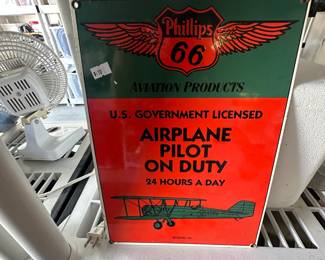 Phillips
66
AVIATION PRODUCTS
U.S. GOVERNMENT LICENSED
AIRPLANE
PILOT
ON DUTY
24 HOURS A DAY